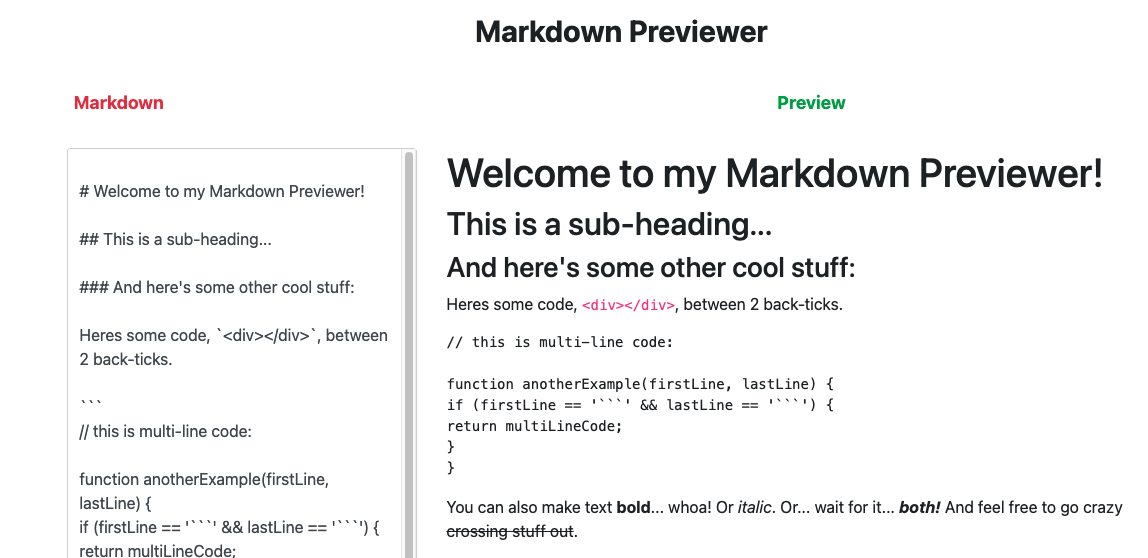 Markdown Previewer
Markdown
Preview
# Welcome to my Markdown Previewer!
## This is a sub-heading...
### And here's some other cool stuff:
Heres some code, `<div></div>`, between
2 back-ticks.
```
// this is multi-line code:
function anotherExample(firstLine,
lastLine) {
if (firstLine == '```' && lastLine == '```') {
return multiLineCode;
Welcome to my Markdown Previewer!
This is a sub-heading...
And here's some other cool stuff:
Heres some code, <div></div>, between 2 back-ticks.
// this is multi-line code:
function anotherExample(firstLine, lastLine) {
if (firstLine == '```' && lastLine == '```') {
return multiLineCode;
}
}
You can also make text bold... whoa! Or italic. Or... wait for it... both! And feel free to go crazy
crossing stuff out.